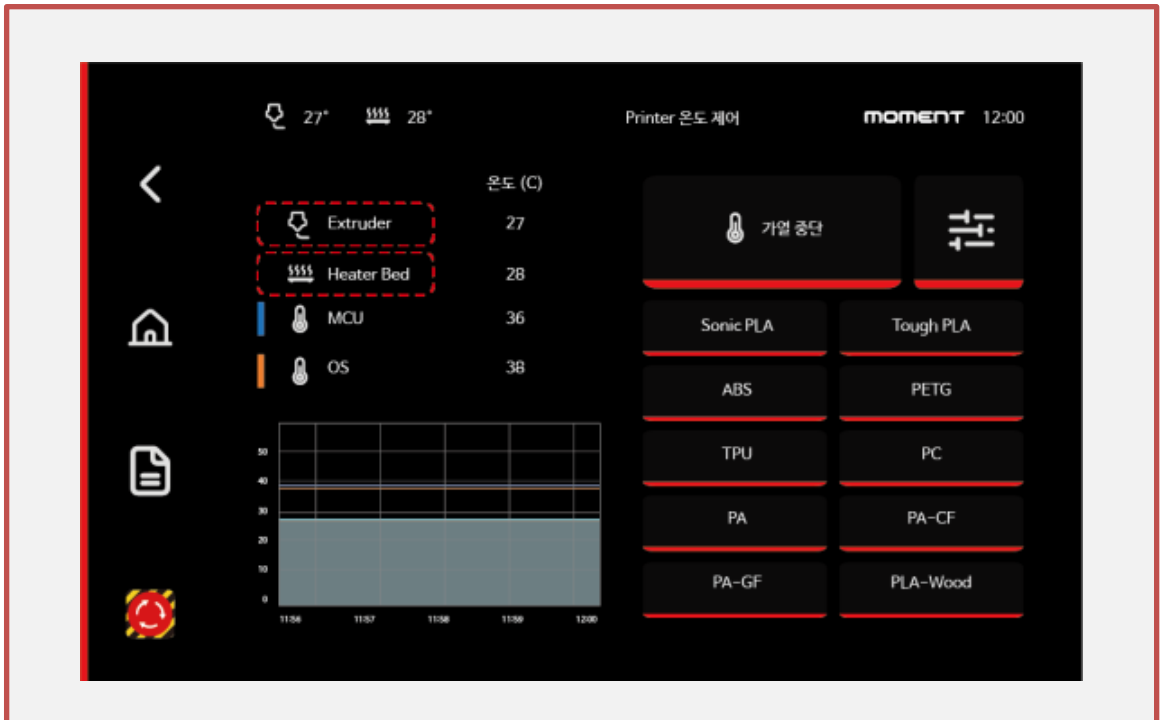 27° 28° Printer 온도 제어 moment 12:00
온도 (C)
Extruder 27
Heater Bed 28
MCU 36
OS 38
가열 중단
Sonic PLA Tough PLA
ABS PETG
TPU PC
PA PA-CF
PA-GF PLA-Wood
50
40
30
20
10
0
11:56 11:57 11:58 11:59 12:00